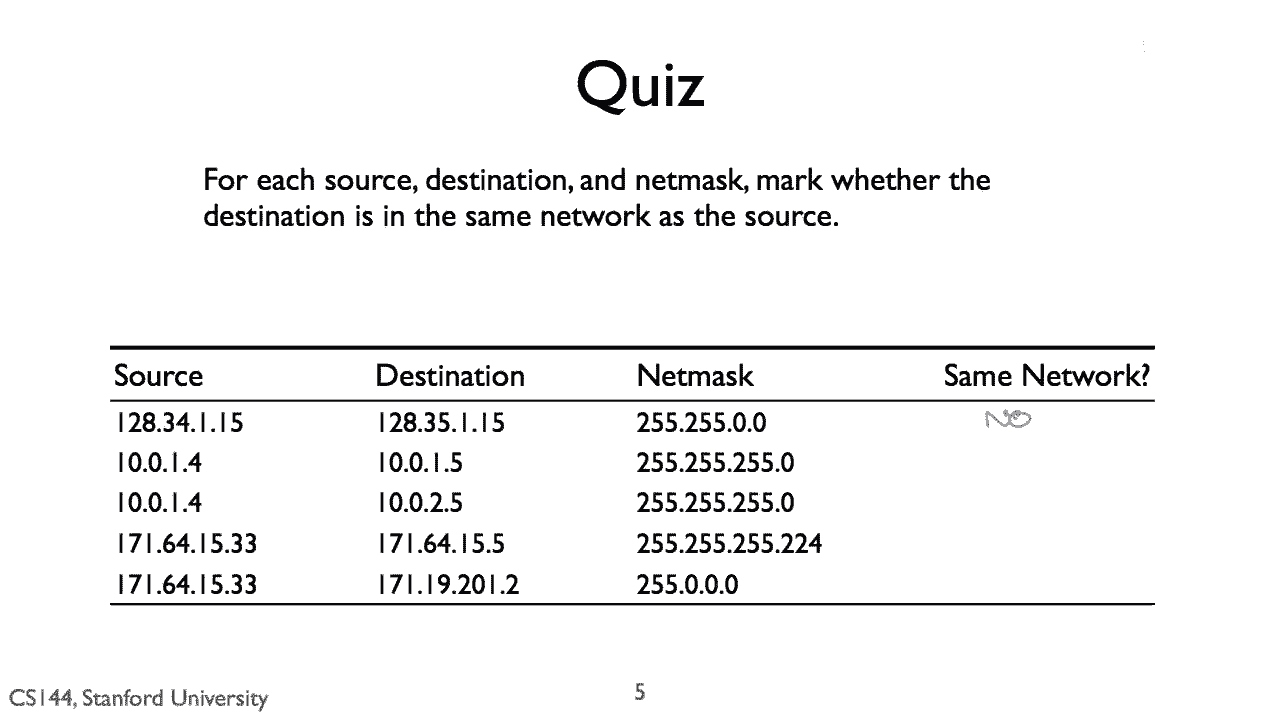 Quiz
For each source, destination, and netmask, mark whether the
destination is in the same network as the source.
Source Destination Netmask Same Network?
128.34.1.15 128.35.1.15 255.255.0.0 NO
10.0.1.4 10.0.1.5 255.255.255.0
10.0.1.4 10.0.2.5 255.255.255.0
171.64.15.33 171.64.15.5 255.255.255.224
171.64.15.33 171.19.201.2 255.0.0.0
CS144, Stanford University 5